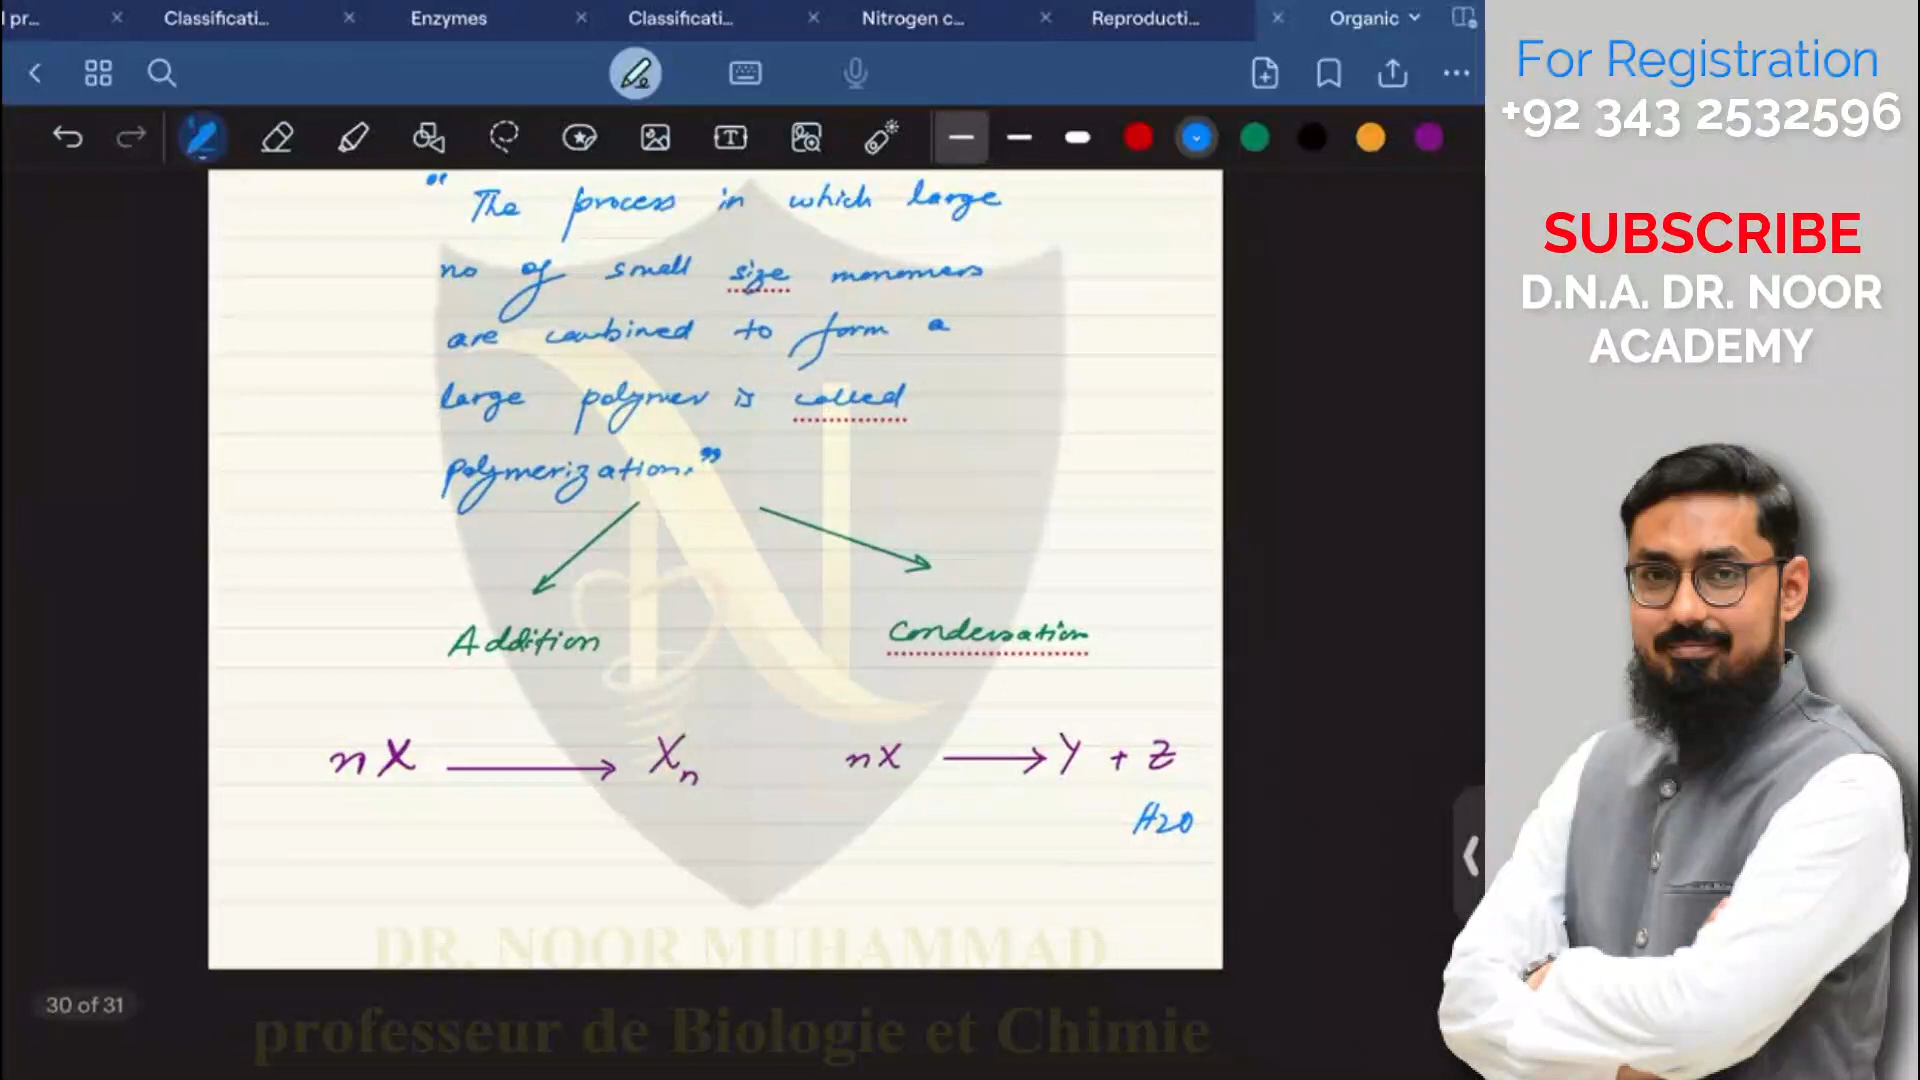 l pr...
Classificati...
Enzymes
Classificati...
Nitrogen c...
Reproducti...
Organic
For Registration
+92 343 2532596
SUBSCRIBE
D.N.A. DR. NOOR
ACADEMY
" The process in which large
no of small size monomers
are combined to form a
large polymer is called
polymerization."
Addition
Condensation
nX → Xn
nX → Y + Z
H2O
DR. NOOR MUHAMMAD
professeur de Biologie et Chimie
30 of 31